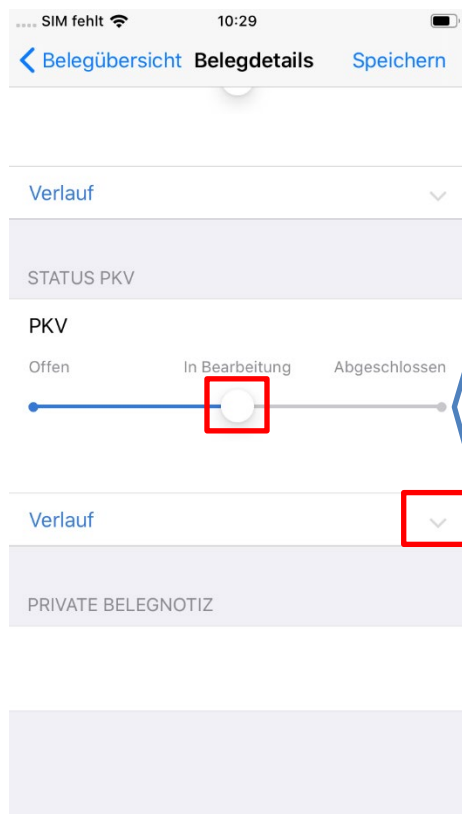 SIM fehlt 10:29
Belegübersicht Belegdetails Speichern
Verlauf
STATUS PKV
PKV
Offen In Bearbeitung Abgeschlossen
Verlauf
PRIVATE BELEGNOTIZ